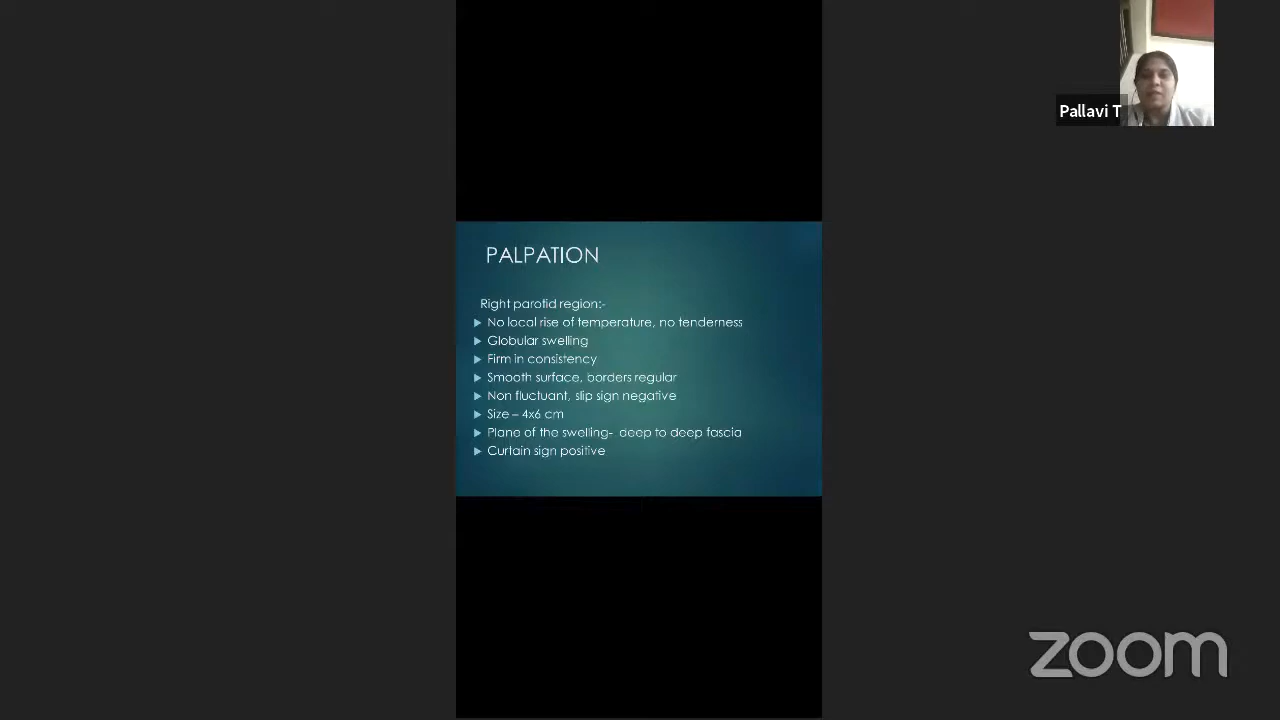 Pallavi T
PALPATION
Right parotid region:-
No local rise of temperature, no tenderness
Globular swelling
Firm in consistency
Smooth surface, borders regular
Non fluctuant, slip sign negative
Size – 4x6 cm
Plane of the swelling- deep to deep fascia
Curtain sign positive
zoom